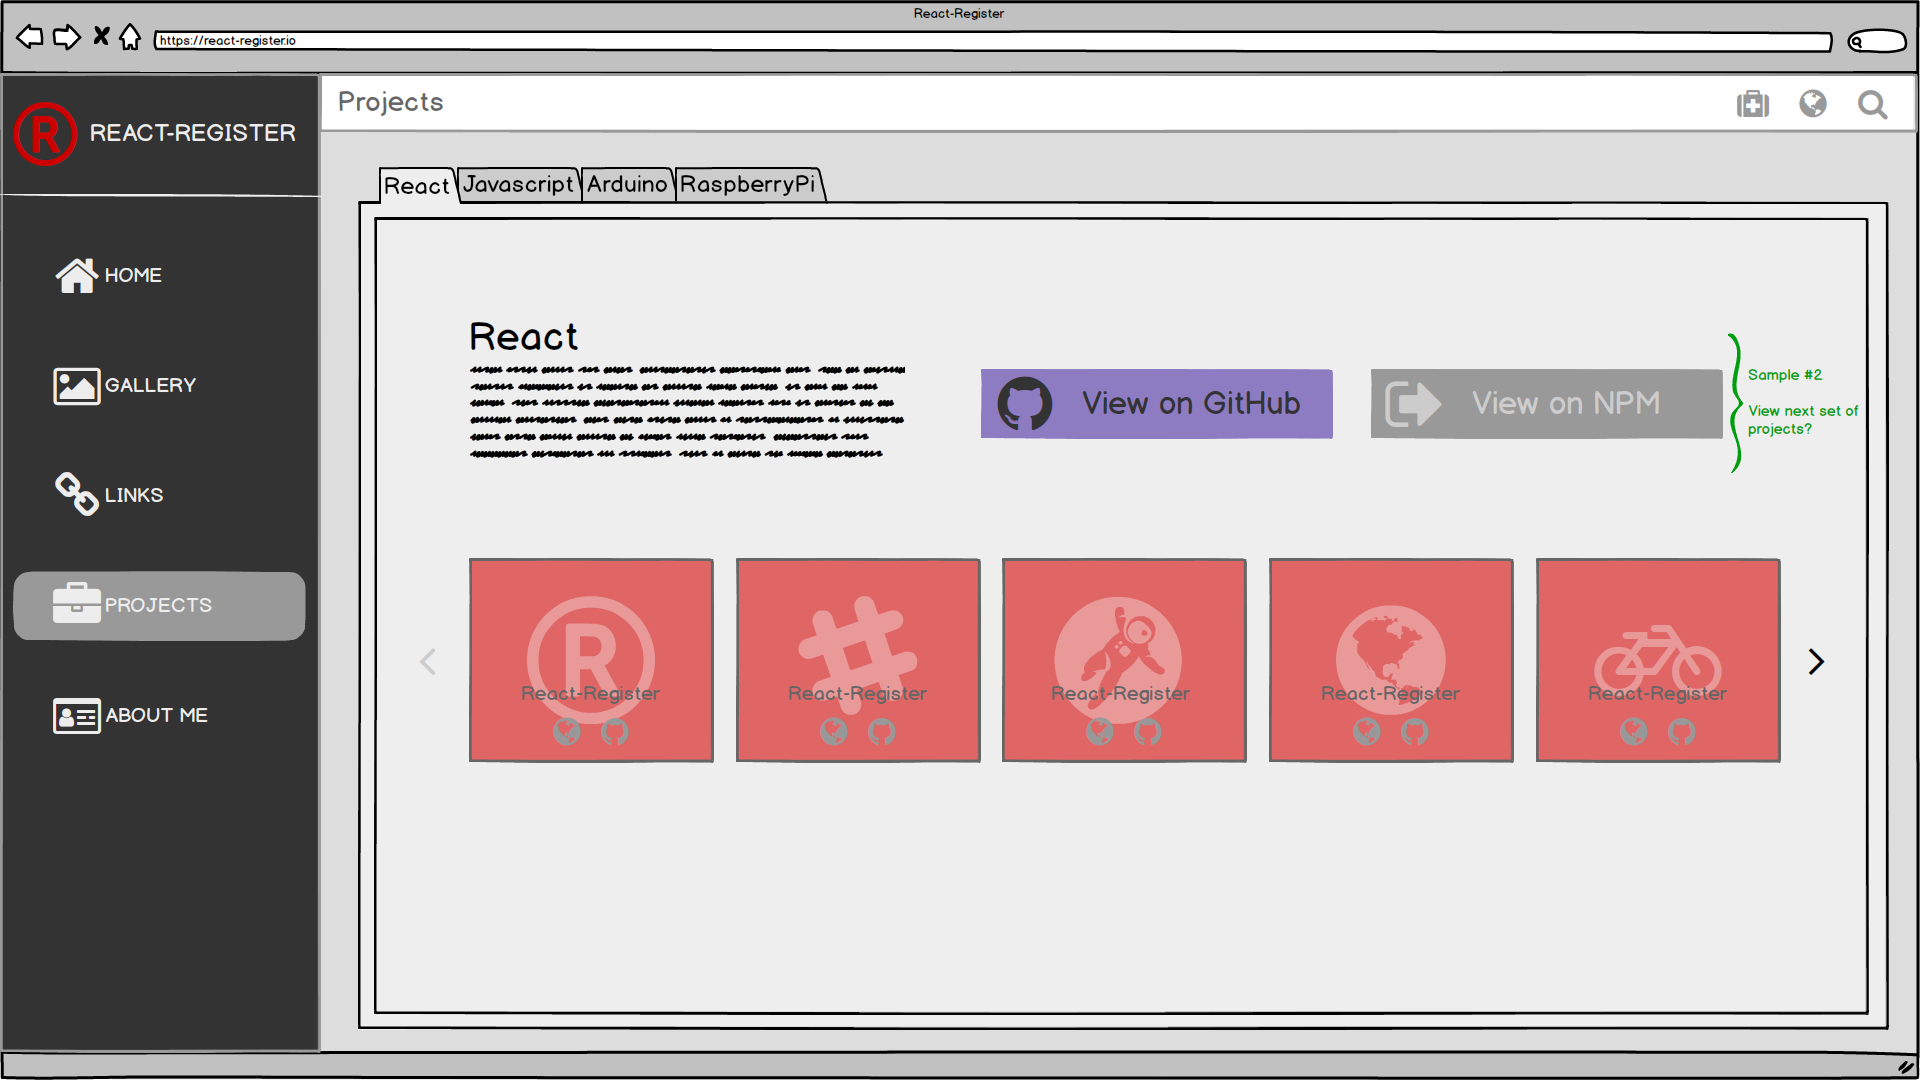 React-Register
https://react-register.io
R
REACT-REGISTER
Projects
React
Javascript
Arduino
RaspberryPi
HOME
GALLERY
LINKS
PROJECTS
ABOUT ME
React
View on GitHub
View on NPM
Sample #2
View next set of
projects?
R
React-Register
React-Register
React-Register
React-Register
React-Register